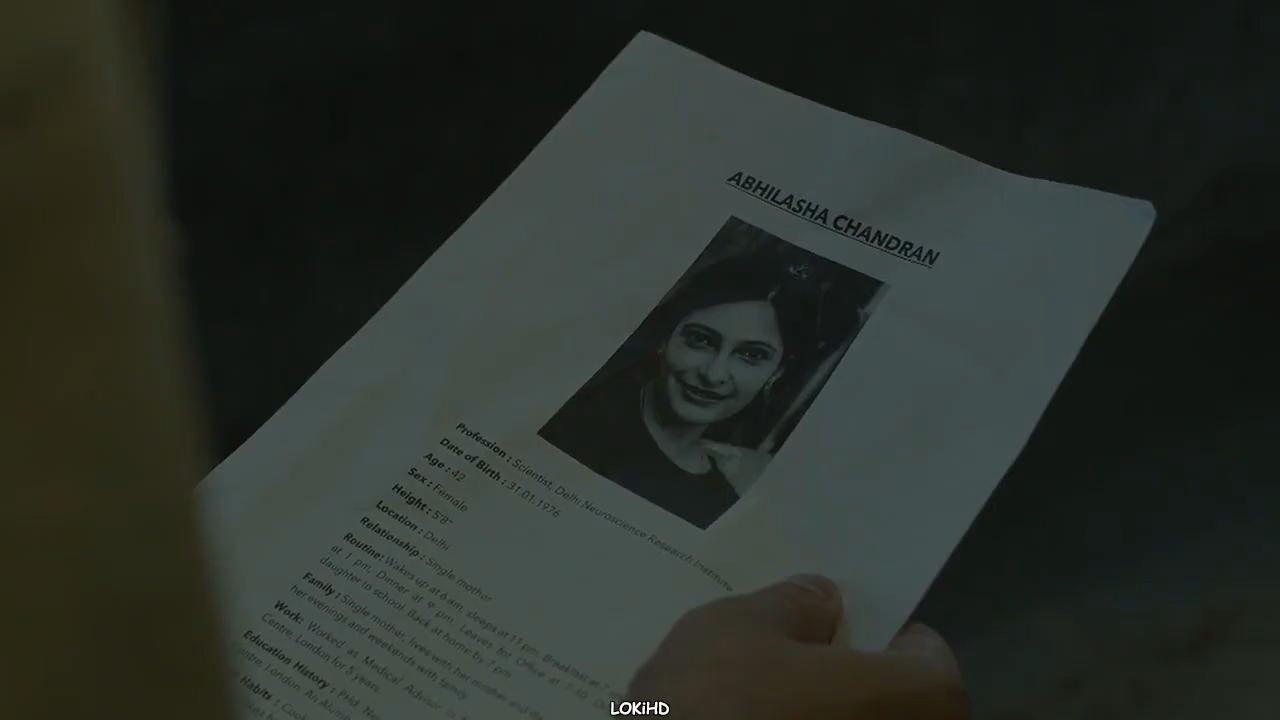 ABHILASHA CHANDRAN
Profession : Scientist, Delhi Neuroscience Research Institute
Date of Birth : 31.01.1976
Age : 42
Sex : Female
Height : 5'8"
Location : Delhi
Relationship : Single mother
Routine: Wakes up at 6 am, sleeps at 11 pm. Breakfast at
at 1 pm, Dinner at 9 pm. Leaves for Office at 7:30.
daughter to school. Back at home by 7 pm
Family : Single mother, lives with her mother and
her evenings and weekends with family
Work: Worked as Medical Advisor
Centre, London for 5 years.
Education History : Phd.
London. An
Habits :
LOKiHD